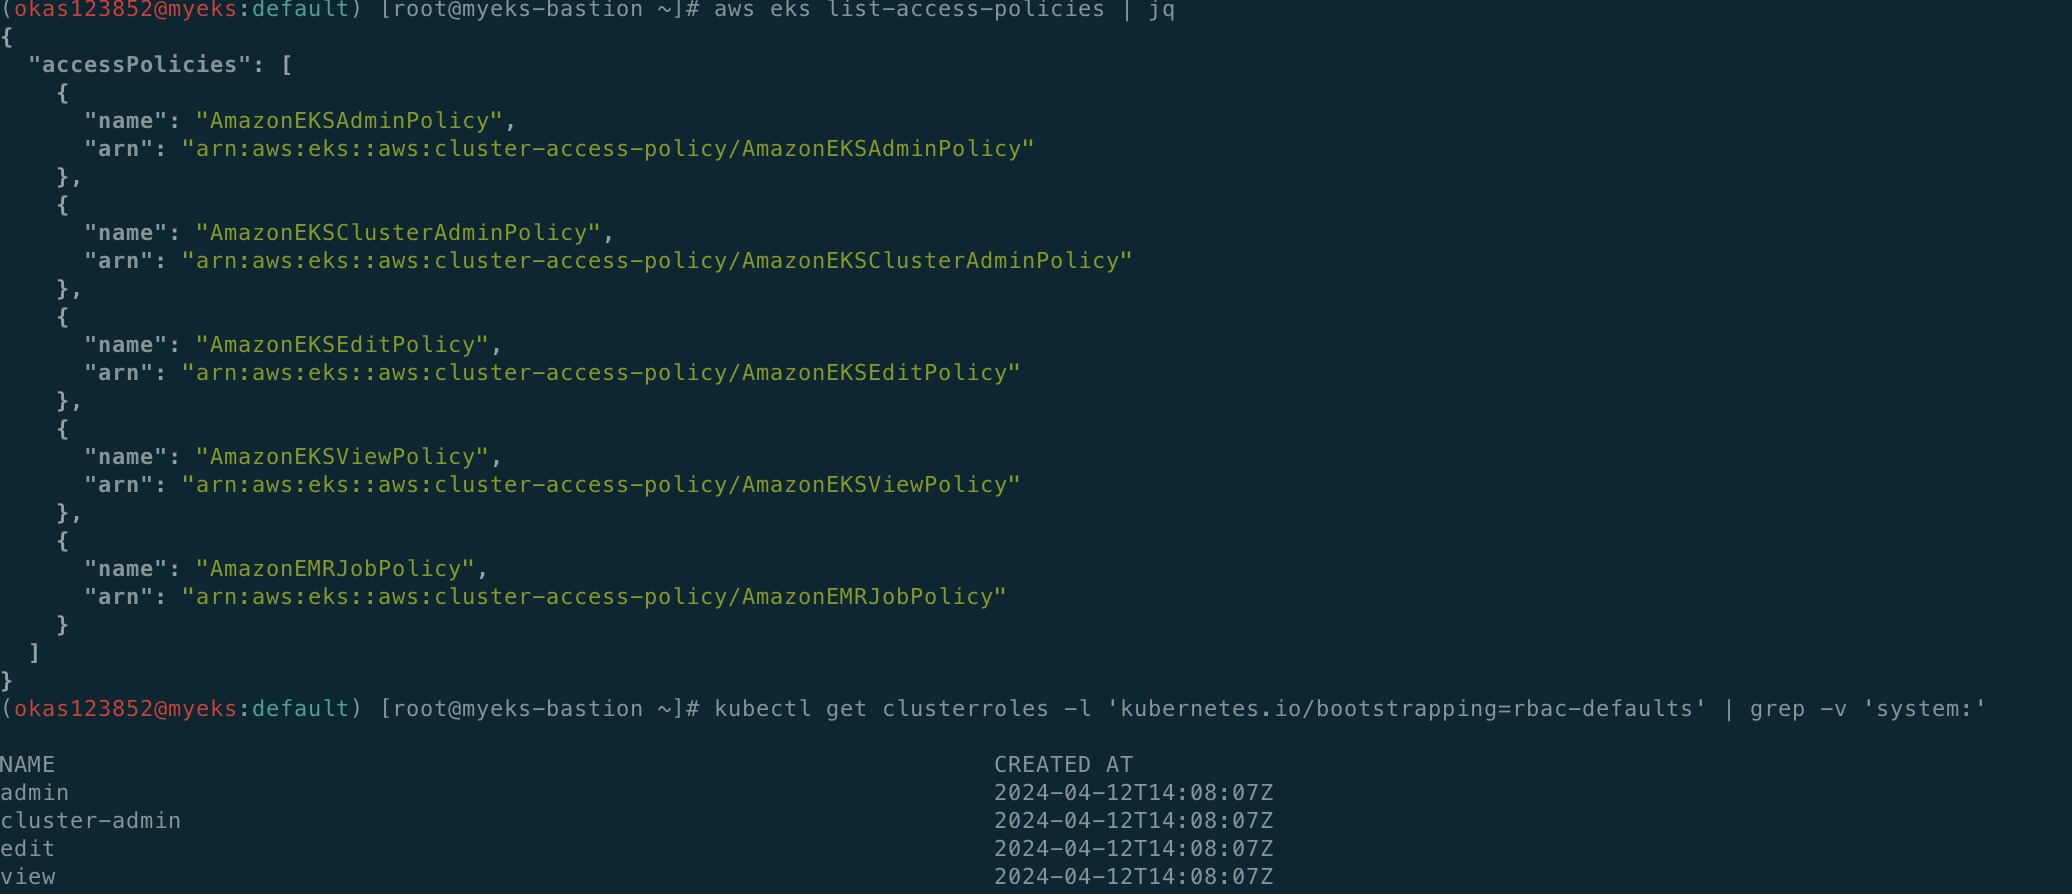 (okas123852@myeks:default) [root@myeks-bastion ~]# aws eks list-access-policies | jq
{
  "accessPolicies": [
    {
      "name": "AmazonEKSAdminPolicy",
      "arn": "arn:aws:eks::aws:cluster-access-policy/AmazonEKSAdminPolicy"
    },
    {
      "name": "AmazonEKSClusterAdminPolicy",
      "arn": "arn:aws:eks::aws:cluster-access-policy/AmazonEKSClusterAdminPolicy"
    },
    {
      "name": "AmazonEKSEditPolicy",
      "arn": "arn:aws:eks::aws:cluster-access-policy/AmazonEKSEditPolicy"
    },
    {
      "name": "AmazonEKSViewPolicy",
      "arn": "arn:aws:eks::aws:cluster-access-policy/AmazonEKSViewPolicy"
    },
    {
      "name": "AmazonEMRJobPolicy",
      "arn": "arn:aws:eks::aws:cluster-access-policy/AmazonEMRJobPolicy"
    }
  ]
}
(okas123852@myeks:default) [root@myeks-bastion ~]# kubectl get clusterroles -l 'kubernetes.io/bootstrapping=rbac-defaults' | grep -v 'system:'
NAME CREATED AT
admin 2024-04-12T14:08:07Z
cluster-admin 2024-04-12T14:08:07Z
edit 2024-04-12T14:08:07Z
view 2024-04-12T14:08:07Z